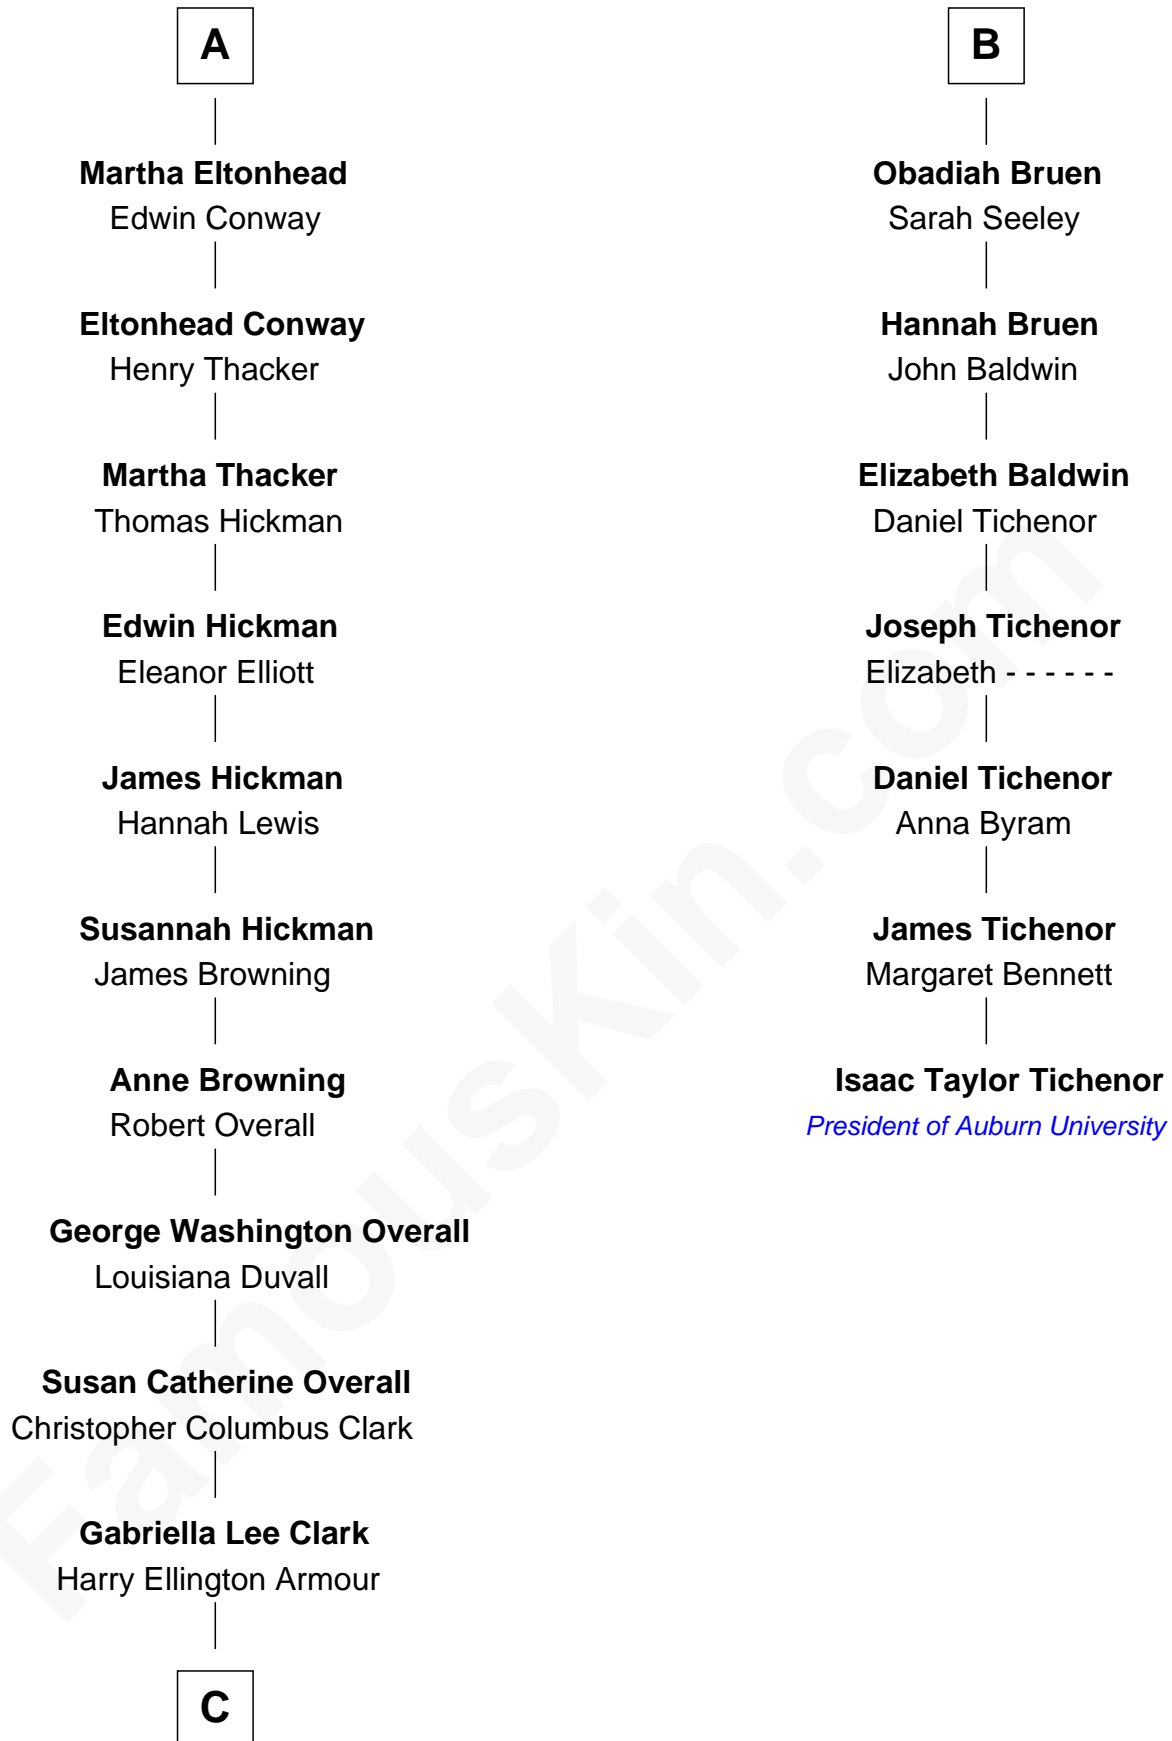 A
Martha Eltonhead
Edwin Conway
Eltonhead Conway
Henry Thacker
Martha Thacker
Thomas Hickman
Edwin Hickman
Eleanor Elliott
James Hickman
Hannah Lewis
Susannah Hickman
James Browning
Anne Browning
Robert Overall
George Washington Overall
Louisiana Duvall
Susan Catherine Overall
Christopher Columbus Clark
Gabriella Lee Clark
Harry Ellington Armour
C
B
Obadiah Bruen
Sarah Seeley
Hannah Bruen
John Baldwin
Elizabeth Baldwin
Daniel Tichenor
Joseph Tichenor
Elizabeth - - - - - -
Daniel Tichenor
Anna Byram
James Tichenor
Margaret Bennett
Isaac Taylor Tichenor
President of Auburn University
FamousKin.com